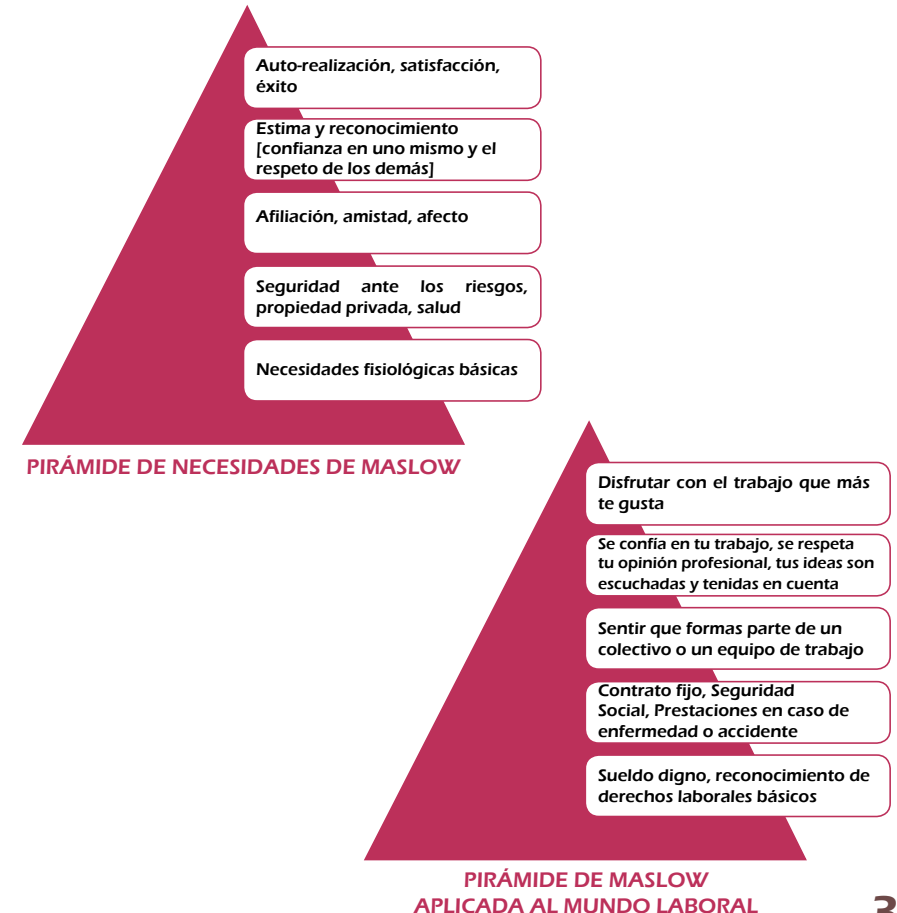 Auto-realización, satisfacción,
éxito
Estima y reconocimiento
[confianza en uno mismo y el
respeto de los demás]
Afiliación, amistad, afecto
Seguridad ante los riesgos,
propiedad privada, salud
Necesidades fisiológicas básicas
PIRÁMIDE DE NECESIDADES DE MASLOW
Disfrutar con el trabajo que más
te gusta
Se confía en tu trabajo, se respeta
tu opinión profesional, tus ideas son
escuchadas y tenidas en cuenta
Sentir que formas parte de un
colectivo o un equipo de trabajo
Contrato fijo, Seguridad
Social, Prestaciones en caso de
enfermedad o accidente
Sueldo digno, reconocimiento de
derechos laborales básicos
PIRÁMIDE DE MASLOW
APLICADA AL MUNDO LABORAL
3